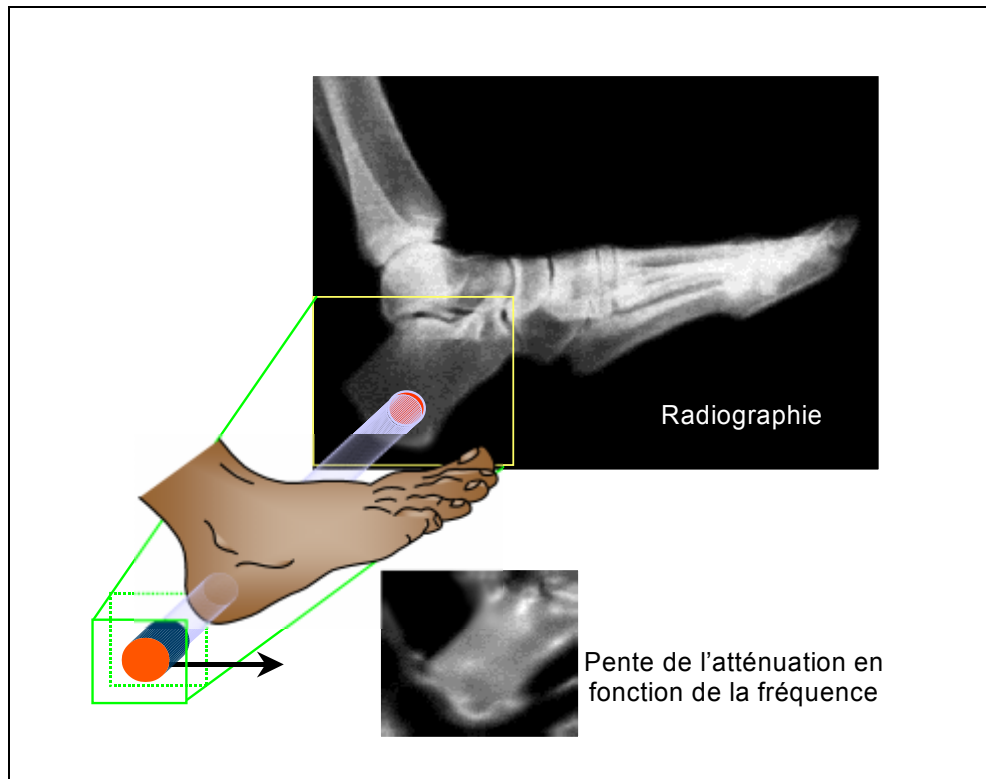 Radiographie
Pente de l'atténuation en
fonction de la fréquence